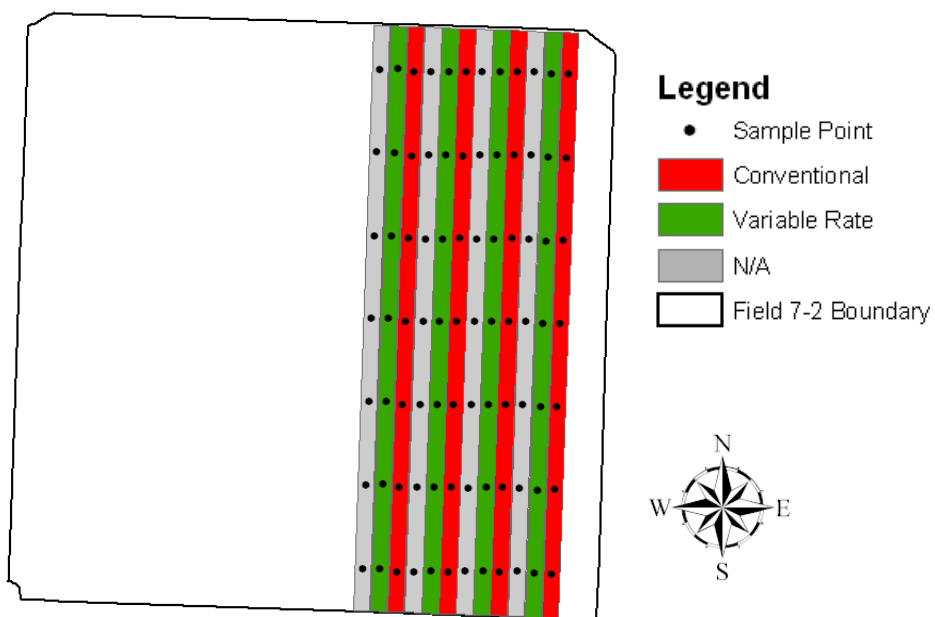 Legend
Sample Point
Conventional
Variable Rate
N/A
Field 7-2 Boundary
N
W E
S